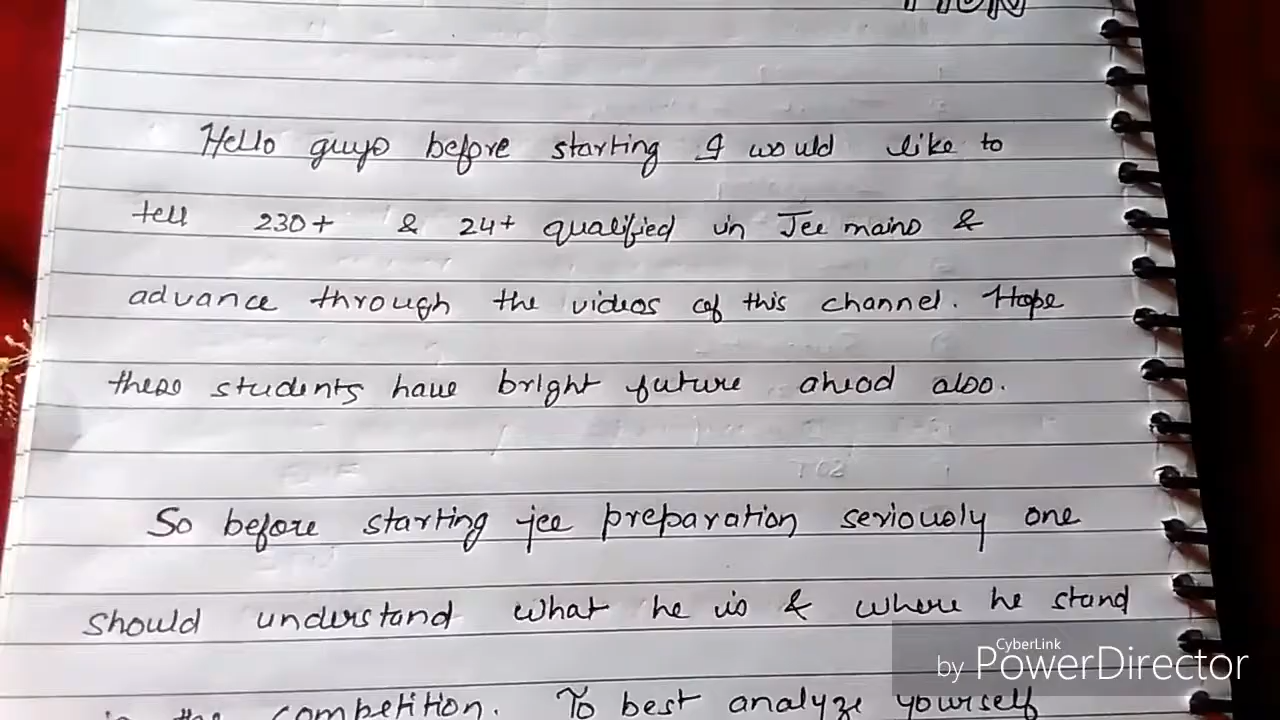 Hello guys before starting I would like to
tell 230+ & 24+ qualified in Jee mains &
advance through the videos of this channel. Hope
these students have bright future ahead also.
So before starting jee preparation seriously one
should understand what he is & where he stand
in the competition. To best analyze yourself
CyberLink
by PowerDirector